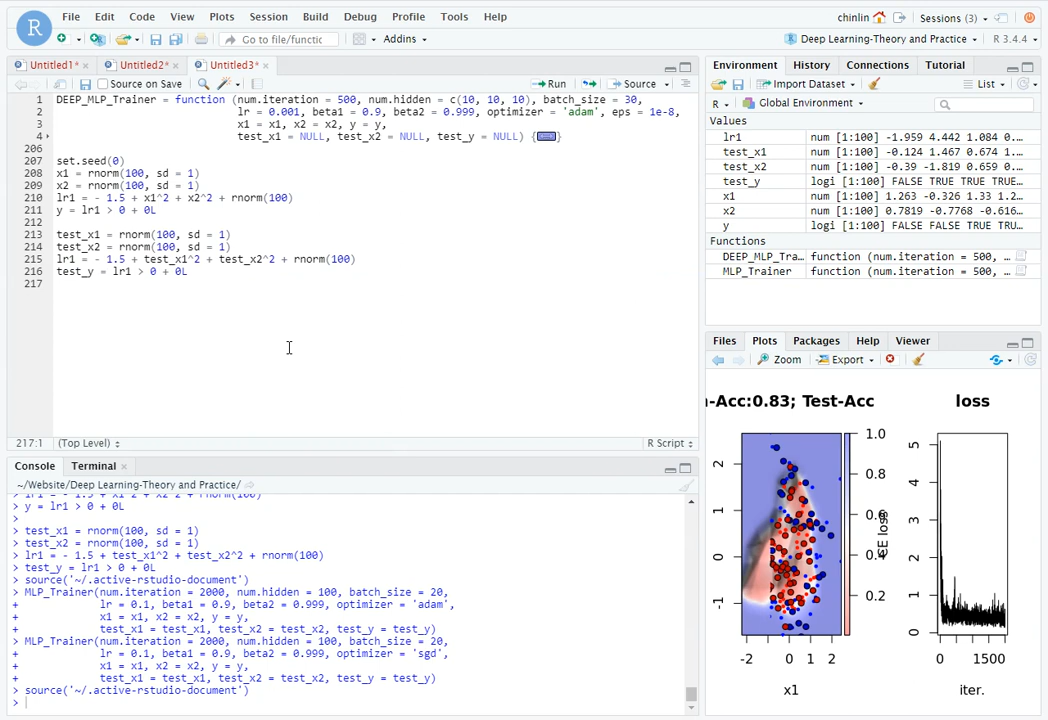 File Edit Code View Plots Session Build Debug Profile Tools Help
chinlin Sessions (3)
Go to file/functic Addins
Deep Learning-Theory and Practice R 3.4.4
Untitled1* × Untitled2* × Untitled3* ×
Source on Save Run Source
1 DEEP_MLP_Trainer = function (num.iteration = 500, num.hidden = c(10, 10, 10), batch_size = 30,
2 lr = 0.001, beta1 = 0.9, beta2 = 0.999, optimizer = 'adam', eps = 1e-8,
3 x1 = x1, x2 = x2, y = y,
4 test_x1 = NULL, test_x2 = NULL, test_y = NULL) {}
206
207 set.seed(0)
208 x1 = rnorm(100, sd = 1)
209 x2 = rnorm(100, sd = 1)
210 lr1 = - 1.5 + x1^2 + x2^2 + rnorm(100)
211 y = lr1 > 0 + 0L
212
213 test_x1 = rnorm(100, sd = 1)
214 test_x2 = rnorm(100, sd = 1)
215 lr1 = - 1.5 + test_x1^2 + test_x2^2 + rnorm(100)
216 test_y = lr1 > 0 + 0L
217
217:1 (Top Level) R Script
Console Terminal ×
~/Website/Deep Learning-Theory and Practice/
> lr1 = - 1.5 + x1^2 + x2^2 + rnorm(100)
> y = lr1 > 0 + 0L
>
> test_x1 = rnorm(100, sd = 1)
> test_x2 = rnorm(100, sd = 1)
> lr1 = - 1.5 + test_x1^2 + test_x2^2 + rnorm(100)
> test_y = lr1 > 0 + 0L
> source('~/.active-rstudio-document')
> MLP_Trainer(num.iteration = 2000, num.hidden = 100, batch_size = 20,
+ lr = 0.1, beta1 = 0.9, beta2 = 0.999, optimizer = 'adam',
+ x1 = x1, x2 = x2, y = y,
+ test_x1 = test_x1, test_x2 = test_x2, test_y = test_y)
> MLP_Trainer(num.iteration = 2000, num.hidden = 100, batch_size = 20,
+ lr = 0.1, beta1 = 0.9, beta2 = 0.999, optimizer = 'sgd',
+ x1 = x1, x2 = x2, y = y,
+ test_x1 = test_x1, test_x2 = test_x2, test_y = test_y)
> source('~/.active-rstudio-document')
>
Environment History Connections Tutorial
Import Dataset List
R Global Environment
Values
lr1 num [1:100] -1.959 4.442 1.084 0.…
test_x1 num [1:100] -0.124 1.467 0.674 1.…
test_x2 num [1:100] -0.39 -1.819 0.659 0.…
test_y logi [1:100] FALSE TRUE TRUE TRUE…
x1 num [1:100] 1.263 -0.326 1.33 1.2…
x2 num [1:100] 0.7819 -0.7768 -0.616…
y logi [1:100] FALSE FALSE TRUE TRUE…
Functions
DEEP_MLP_Tra… function (num.iteration = 500, …
MLP_Trainer function (num.iteration = 500, …
Files Plots Packages Help Viewer
Zoom Export
-Acc:0.83; Test-Acc
loss
2
1
0
-1
-2 0 1 2
x1
1.0
0.8
0.2
CE loss
5
4
3
2
1
0
0 1500
iter.